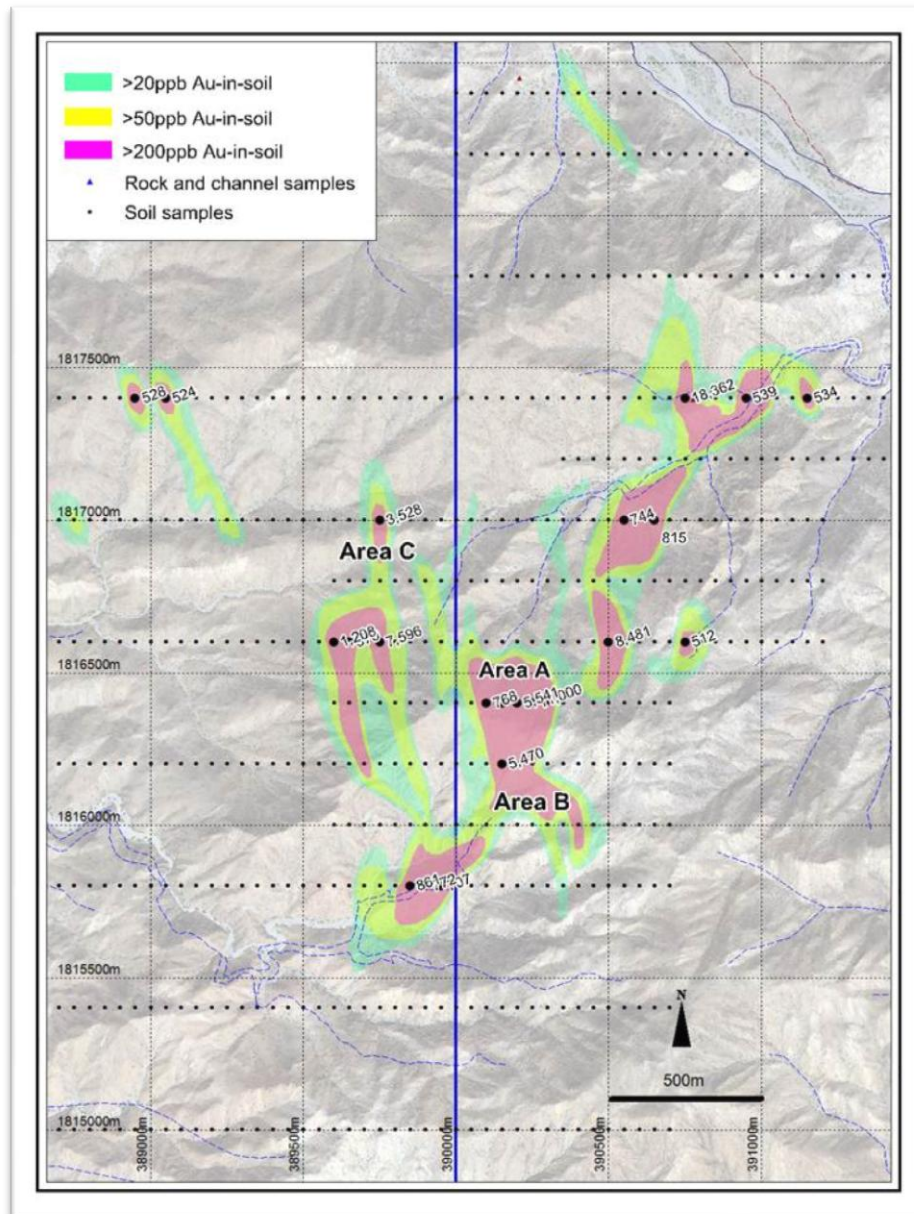 >20ppb Au-in-soil
>50ppb Au-in-soil
>200ppb Au-in-soil
Rock and channel samples
Soil samples
1817500m
528
524
18,362
539
534
1817000m
3,528
744
815
Area C
1,208
7,596
8,481
512
1816500m
Area A
768
5,541
5,470
Area B
1816000m
861
1815500m
N
500m
1815000m
389000m
389500m
390000m
390500m
391000m